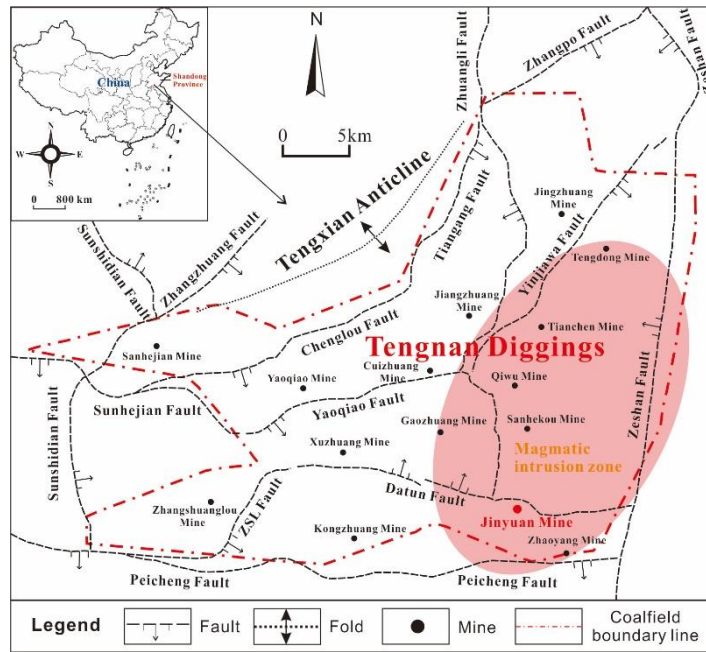 N
China
Shandong
Province
N
W
E
S
0 800 km
0 5km
Zhuangli Fault
Zhangpo Fault
Zeshan Fault
Tengxian Anticline
Tiangang Fault
Jingzhuang
Mine
Yinjiawa Fault
Tengdong Mine
Sunshidian Fault
Zhangzhuang Fault
Jiangzhuang
Mine
Chenglou Fault
Tianchen Mine
Tengnan Diggings
Sanhejian Mine
Cuizhuang
Mine
Yaoqiao Mine
Qiwu Mine
Zeshan Fault
Sunhejian Fault
Yaoqiao Fault
Gaozhuang Mine
Sanhekou Mine
Xuzhuang Mine
Magmatic
intrusion zone
Sunshidian Fault
Datun Fault
Zhangshuanglou
Mine
ZSL Fault
Jinyuan Mine
Kongzhuang Mine
Zhaoyang Mine
Peicheng Fault
Peicheng Fault
Legend
Fault
Fold
Mine
Coalfield
boundary line